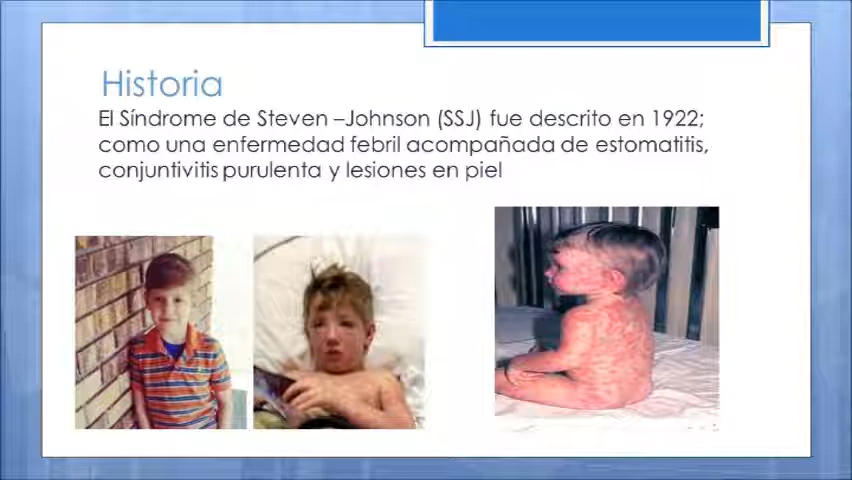 Historia
El Síndrome de Steven –Johnson (SSJ) fue descrito en 1922;
como una enfermedad febril acompañada de estomatitis,
conjuntivitis purulenta y lesiones en piel